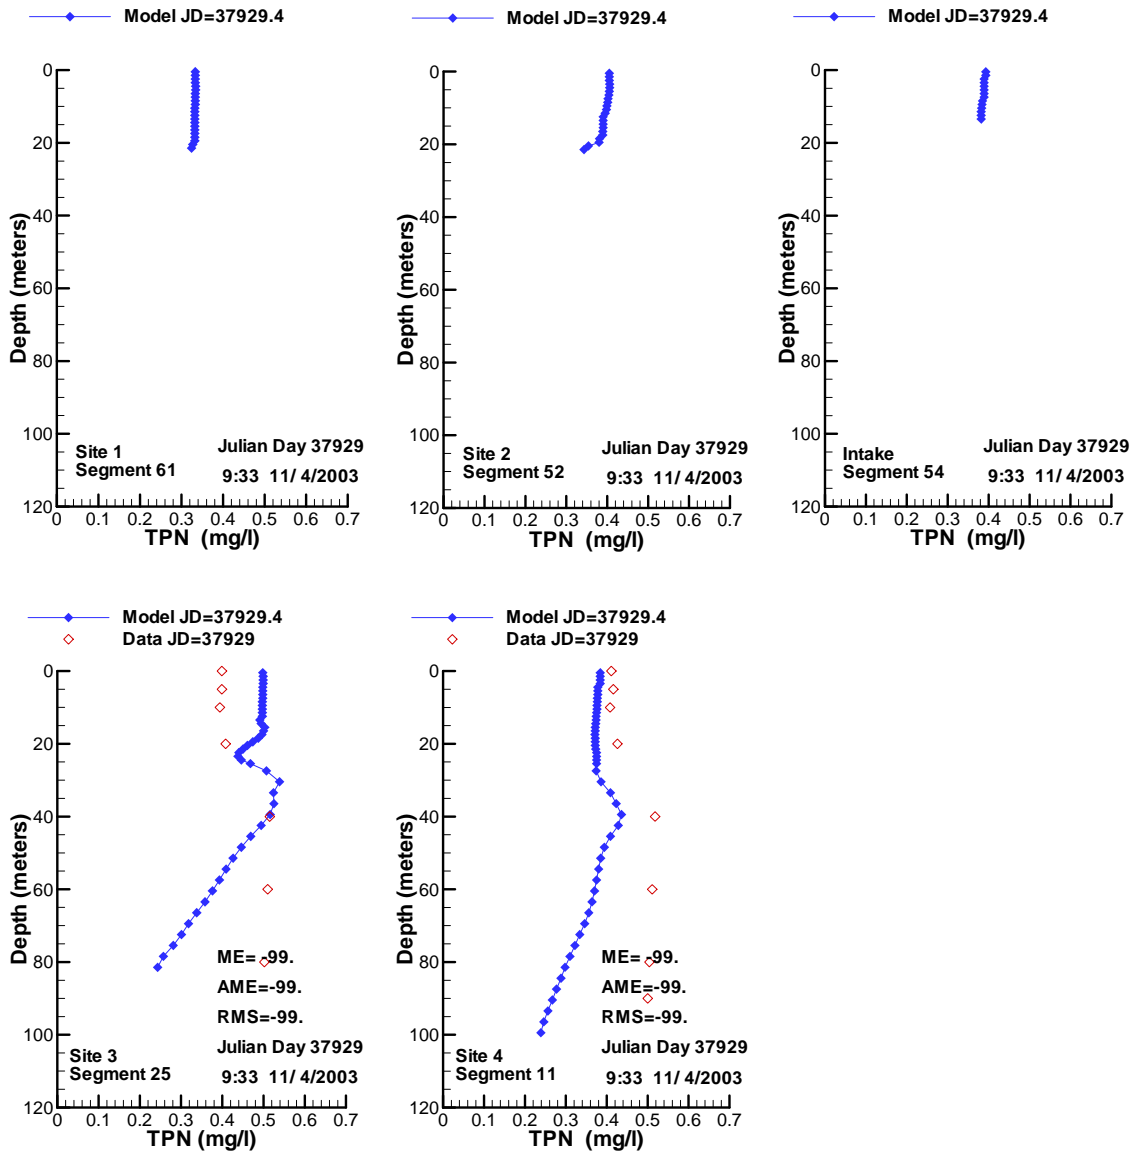 Model JD=37929.4
0
20
40
60
80
100
120
Depth (meters)
Site 1
Segment 61
Julian Day 37929
9:33 11/ 4/2003
0 0.1 0.2 0.3 0.4 0.5 0.6 0.7
TPN (mg/l)
Model JD=37929.4
0
20
40
60
80
100
120
Depth (meters)
Site 2
Segment 52
Julian Day 37929
9:33 11/ 4/2003
0 0.1 0.2 0.3 0.4 0.5 0.6 0.7
TPN (mg/l)
Model JD=37929.4
0
20
40
60
80
100
120
Depth (meters)
Intake
Segment 54
Julian Day 37929
9:33 11/ 4/2003
0 0.1 0.2 0.3 0.4 0.5 0.6 0.7
TPN (mg/l)
Model JD=37929.4
Data JD=37929
0
20
40
60
80
100
120
Depth (meters)
ME= -99.
AME=-99.
RMS=-99.
Site 3
Segment 25
Julian Day 37929
9:33 11/ 4/2003
0 0.1 0.2 0.3 0.4 0.5 0.6 0.7
TPN (mg/l)
Model JD=37929.4
Data JD=37929
0
20
40
60
80
100
120
Depth (meters)
ME= -99.
AME=-99.
RMS=-99.
Site 4
Segment 11
Julian Day 37929
9:33 11/ 4/2003
0 0.1 0.2 0.3 0.4 0.5 0.6 0.7
TPN (mg/l)